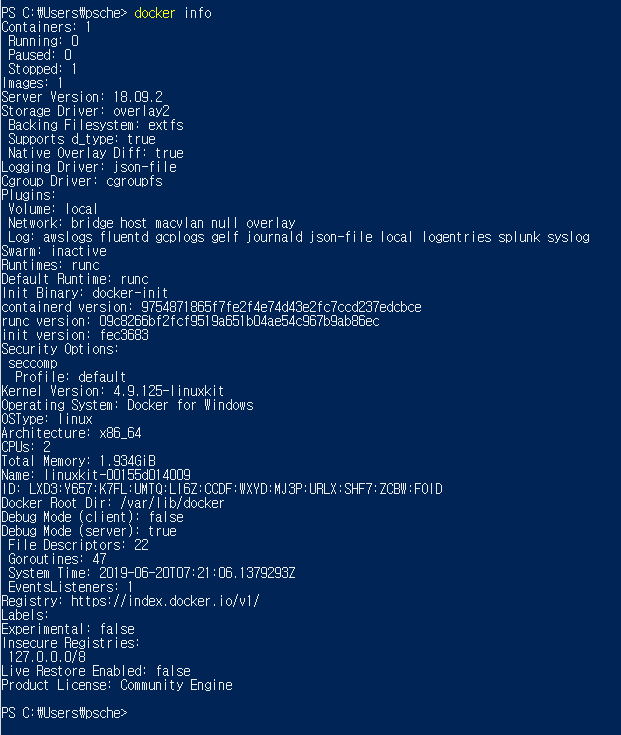 PS C:₩Users₩psche> docker info
Containers: 1
 Running: 0
 Paused: 0
 Stopped: 1
Images: 1
Server Version: 18.09.2
Storage Driver: overlay2
 Backing Filesystem: extfs
 Supports d_type: true
 Native Overlay Diff: true
Logging Driver: json-file
Cgroup Driver: cgroupfs
Plugins:
 Volume: local
 Network: bridge host macvlan null overlay
 Log: awslogs fluentd gcplogs gelf journald json-file local logentries splunk syslog
Swarm: inactive
Runtimes: runc
Default Runtime: runc
Init Binary: docker-init
containerd version: 9754871865f7fe2f4e74d43e2fc7ccd237edcbce
runc version: 09c8266bf2fcf9519a651b04ae54c967b9ab86ec
init version: fec3683
Security Options:
 seccomp
  Profile: default
Kernel Version: 4.9.125-linuxkit
Operating System: Docker for Windows
OSType: linux
Architecture: x86_64
CPUs: 2
Total Memory: 1.934GiB
Name: linuxkit-00155d014009
ID: LXD3:Y657:K7FL:UMTQ:LI6Z:CCDF:WXYD:MJ3P:URLX:SHF7:ZCBW:FOID
Docker Root Dir: /var/lib/docker
Debug Mode (client): false
Debug Mode (server): true
 File Descriptors: 22
 Goroutines: 47
 System Time: 2019-06-20T07:21:06.1379293Z
 EventsListeners: 1
Registry: https://index.docker.io/v1/
Labels:
Experimental: false
Insecure Registries:
 127.0.0.0/8
Live Restore Enabled: false
Product License: Community Engine
PS C:₩Users₩psche>